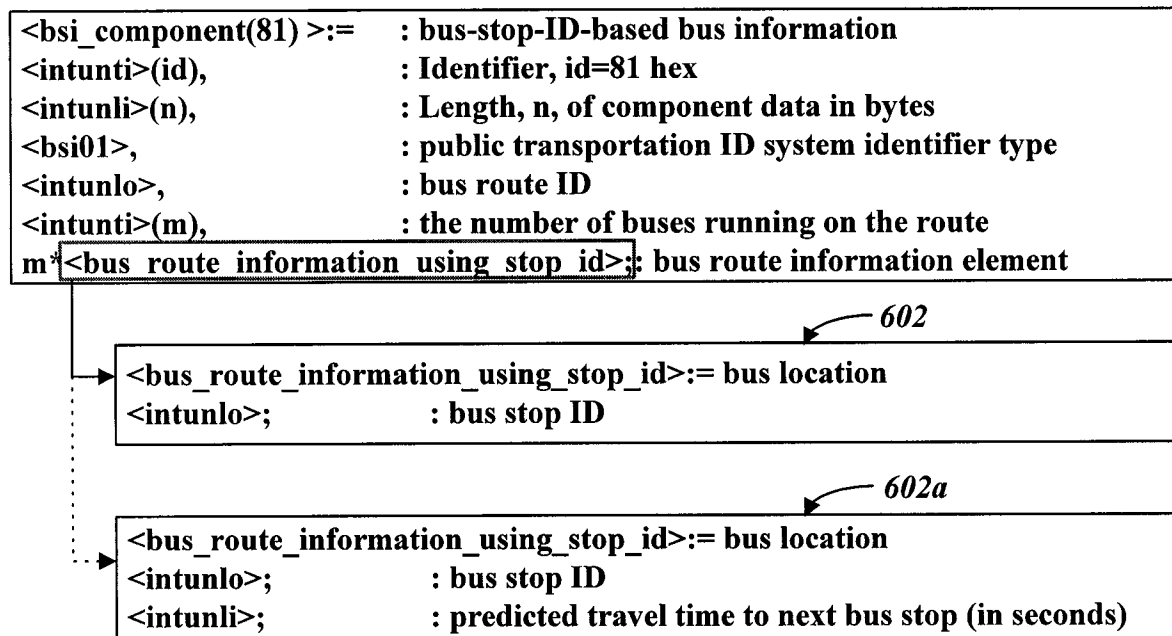 <bsi_component(81) >:= : bus-stop-ID-based bus information
<intunti>(id), : Identifier, id=81 hex
<intunli>(n), : Length, n, of component data in bytes
<bsi01>, : public transportation ID system identifier type
<intunlo>, : bus route ID
<intunti>(m), : the number of buses running on the route
m*<bus_route_information_using_stop_id>;: bus route information element
602
<bus_route_information_using_stop_id>:= bus location
<intunlo>; : bus stop ID
602a
<bus_route_information_using_stop_id>:= bus location
<intunlo>; : bus stop ID
<intunli>; : predicted travel time to next bus stop (in seconds)